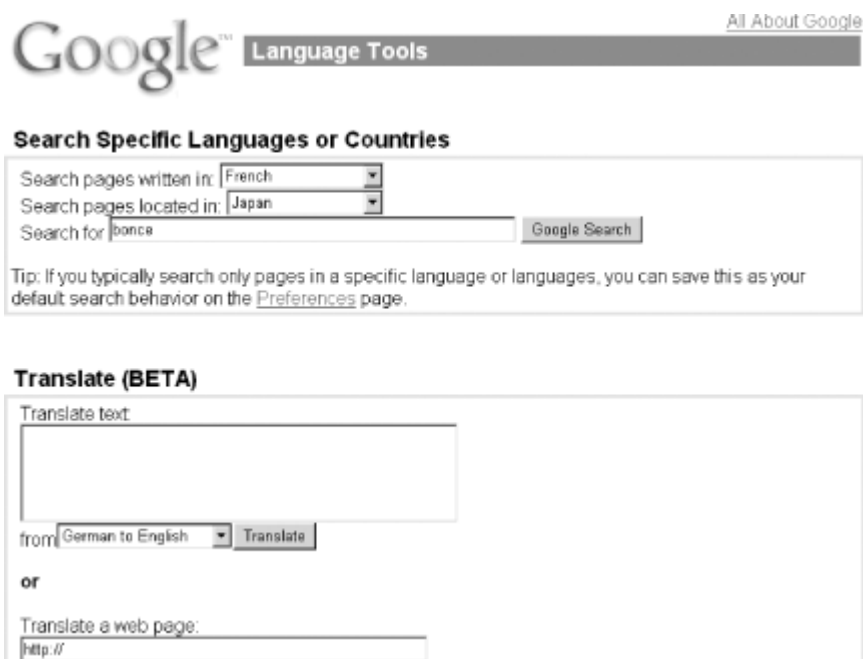 All About Google
Google™ Language Tools
Search Specific Languages or Countries
Search pages written in: French
Search pages located in: Japan
Search for bonce Google Search
Tip: If you typically search only pages in a specific language or languages, you can save this as your
default search behavior on the Preferences page.
Translate (BETA)
Translate text:
from German to English Translate
or
Translate a web page:
http://